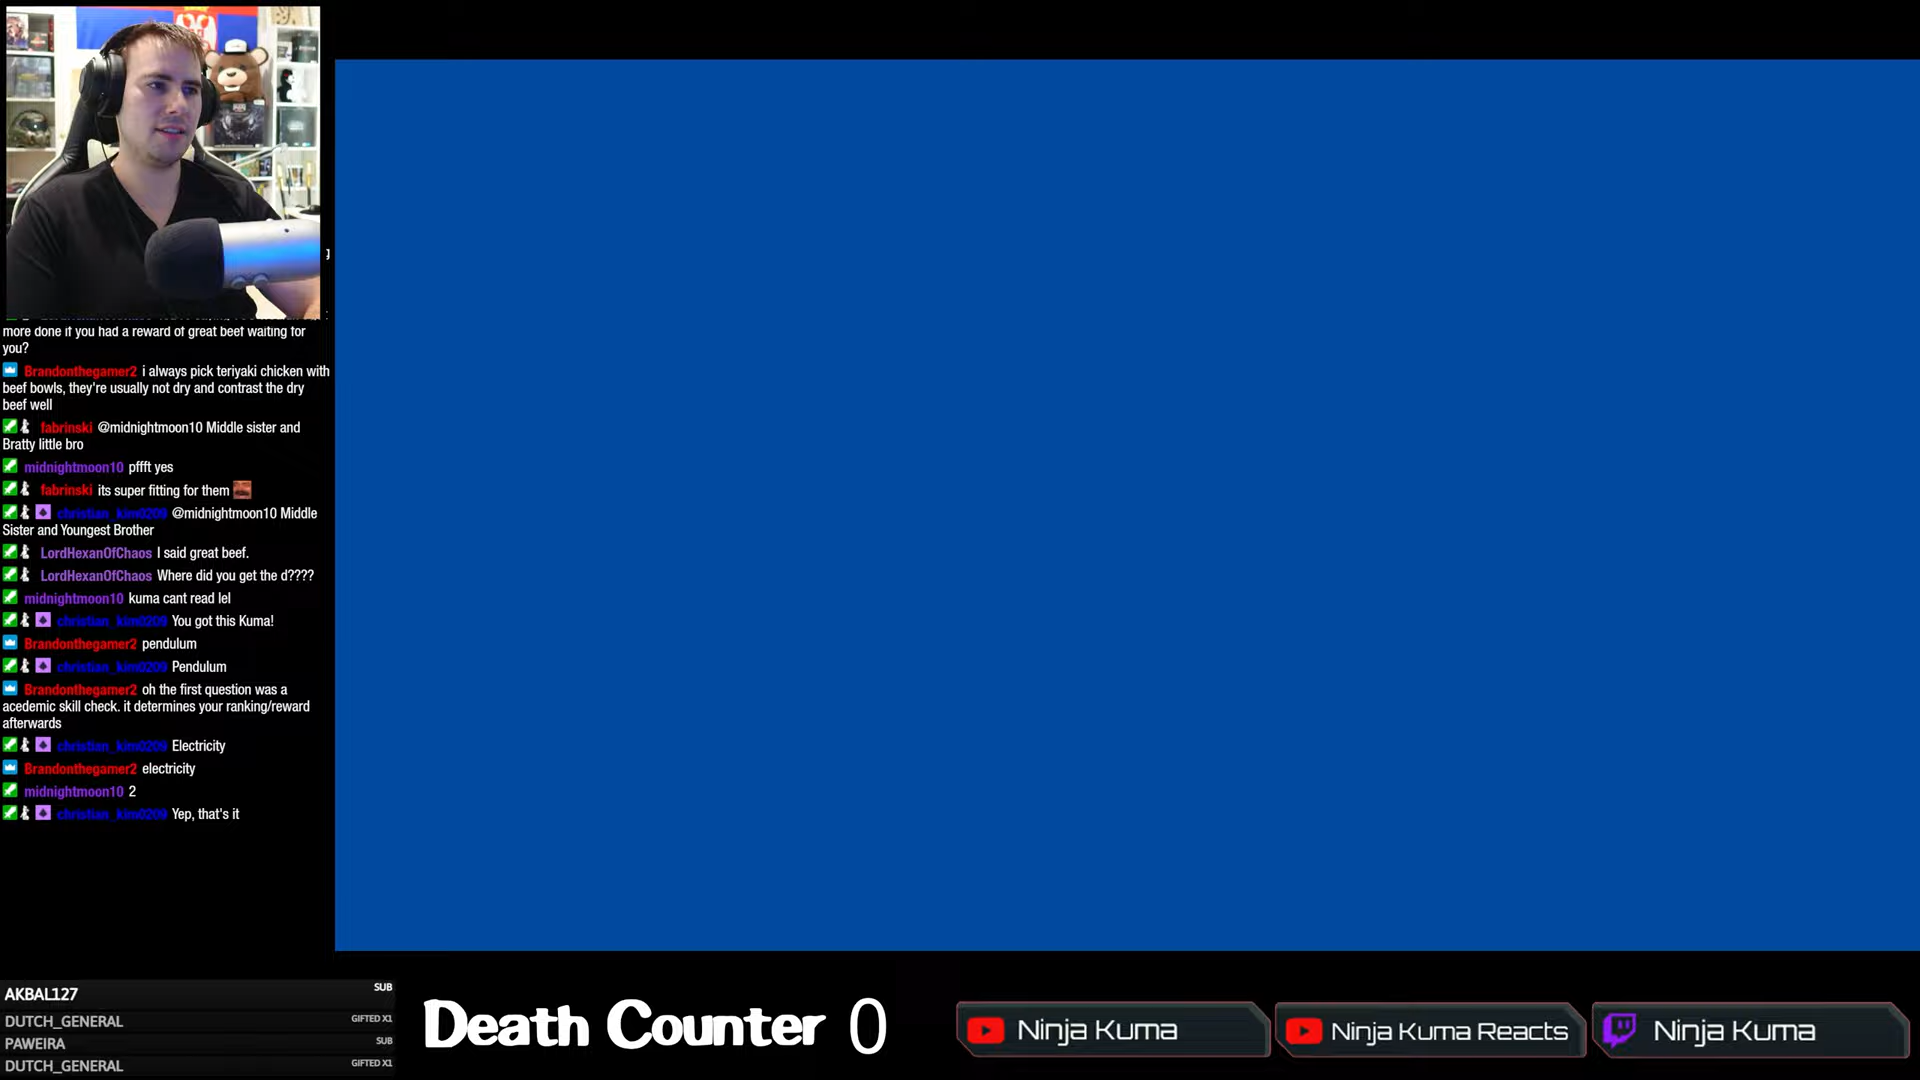 g
more done if you had a reward of great beef waiting for
you?
Brandonthegamer2 i always pick teriyaki chicken with
beef bowls, they're usually not dry and contrast the dry
beef well
fabrinski @midnightmoon10 Middle sister and
Bratty little bro
midnightmoon10 pffft yes
fabrinski its super fitting for them
christian_kim0209 @midnightmoon10 Middle
Sister and Youngest Brother
LordHexanOfChaos I said great beef.
LordHexanOfChaos Where did you get the d????
midnightmoon10 kuma cant read lel
christian_kim0209 You got this Kuma!
Brandonthegamer2 pendulum
christian_kim0209 Pendulum
Brandonthegamer2 oh the first question was a
acedemic skill check. it determines your ranking/reward
afterwards
christian_kim0209 Electricity
Brandonthegamer2 electricity
midnightmoon10 2
christian_kim0209 Yep, that's it
AKBAL127 SUB
DUTCH_GENERAL GIFTED X1
PAWEIRA SUB
DUTCH_GENERAL GIFTED X1
Death Counter 0
Ninja Kuma
Ninja Kuma Reacts
Ninja Kuma